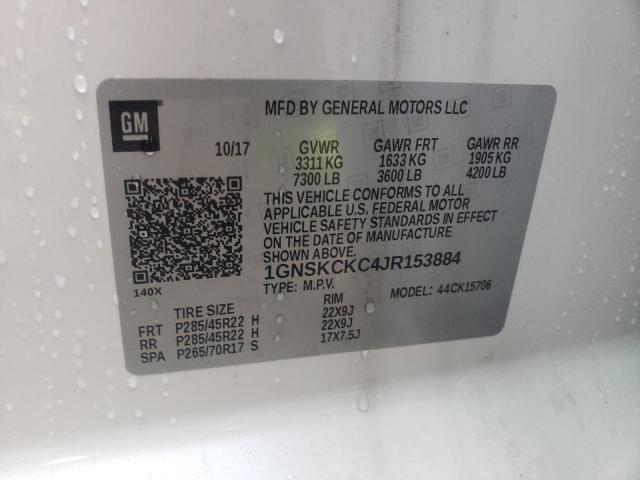 GM
MFD BY GENERAL MOTORS LLC
10/17 GVWR GAWR FRT GAWR RR
3311 KG 1633 KG 1905 KG
7300 LB 3600 LB 4200 LB
THIS VEHICLE CONFORMS TO ALL
APPLICABLE U.S. FEDERAL MOTOR
VEHICLE SAFETY STANDARDS IN EFFECT
ON THE DATE OF MANUFACTURE
SHOWN ABOVE.
1GNSKCKC4JR153884
140X TYPE: M.P.V. MODEL: 44CK15706
TIRE SIZE RIM
FRT P285/45R22 H 22X9J
RR P285/45R22 H 22X9J
SPA P265/70R17 S 17X7.5J